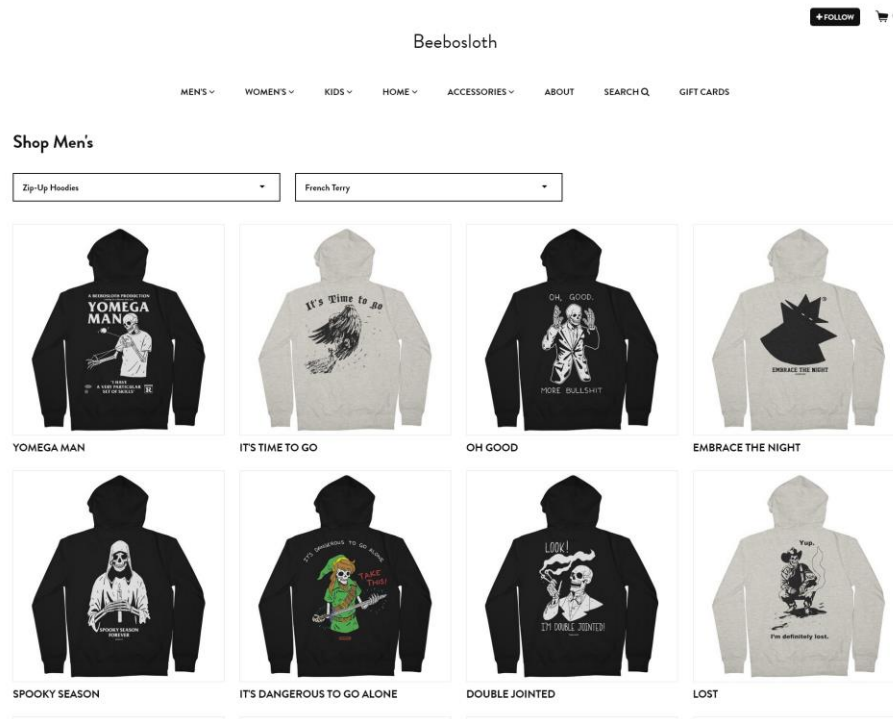 + FOLLOW
Beebosloth
MEN'S WOMEN'S KIDS HOME ACCESSORIES ABOUT SEARCH GIFT CARDS
Shop Men's
Zip-Up Hoodies French Terry
A BEEBOSLOTH PRODUCTION
YOMEGA
MAN
"I HAVE
A VERY PARTICULAR
SET OF SKILLS"
It's Time to go
OH, GOOD.
MORE BULLSHIT
EMBRACE THE NIGHT
YOMEGA MAN IT'S TIME TO GO OH GOOD EMBRACE THE NIGHT
SPOOKY SEASON
FOREVER
IT'S DANGEROUS TO GO ALONE
TAKE
THIS!
LOOK!
I'M DOUBLE JOINTED!
Yup.
I'm definitely lost.
SPOOKY SEASON IT'S DANGEROUS TO GO ALONE DOUBLE JOINTED LOST